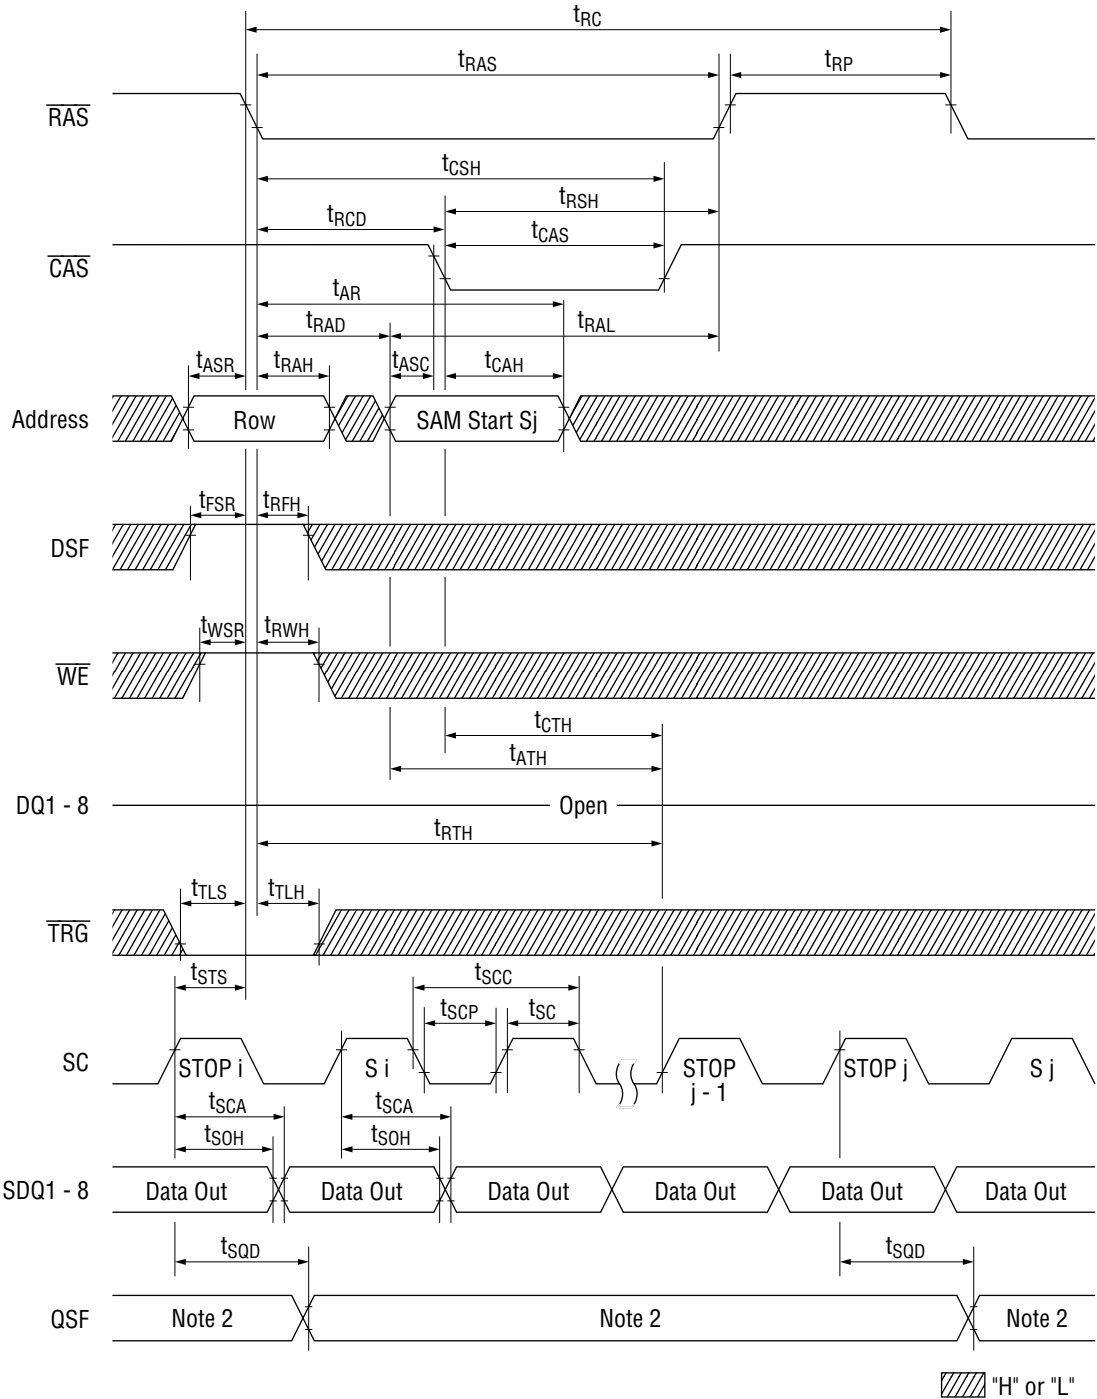 tRC
tRAS
tRP
RAS
tCSH
tRSH
tRCD
tCAS
CAS
tAR
tRAD
tRAL
tASR
tRAH
tASC
tCAH
Address
Row
SAM Start Sj
tFSR
tRFH
DSF
tWSR
tRWH
WE
tCTH
tATH
DQ1 - 8
Open
tRTH
tTLS
tTLH
TRG
tSTS
tSCC
tSCP
tSC
SC
STOP i
S i
STOP
j - 1
STOP j
S j
tSCA
tSCA
tSOH
tSOH
SDQ1 - 8
Data Out
Data Out
Data Out
Data Out
Data Out
Data Out
tSQD
tSQD
QSF
Note 2
Note 2
Note 2
"H" or "L"